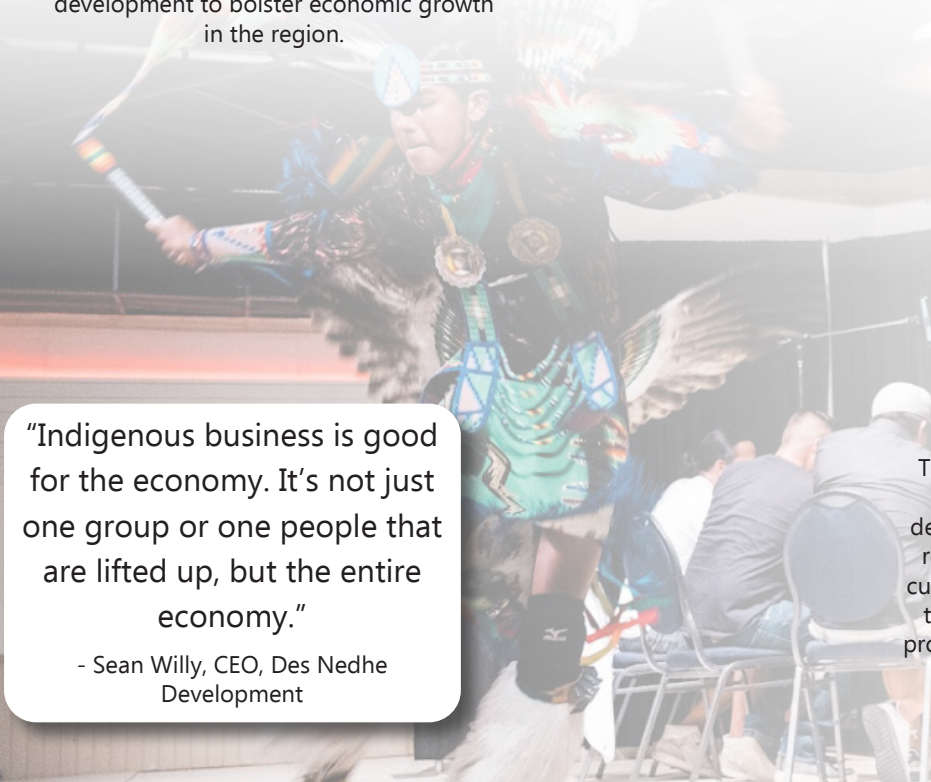 development to bolster economic growth
in the region.
“Indigenous business is good
for the economy. It’s not just
one group or one people that
are lifted up, but the entire
economy.”
- Sean Willy, CEO, Des Nedhe
Development